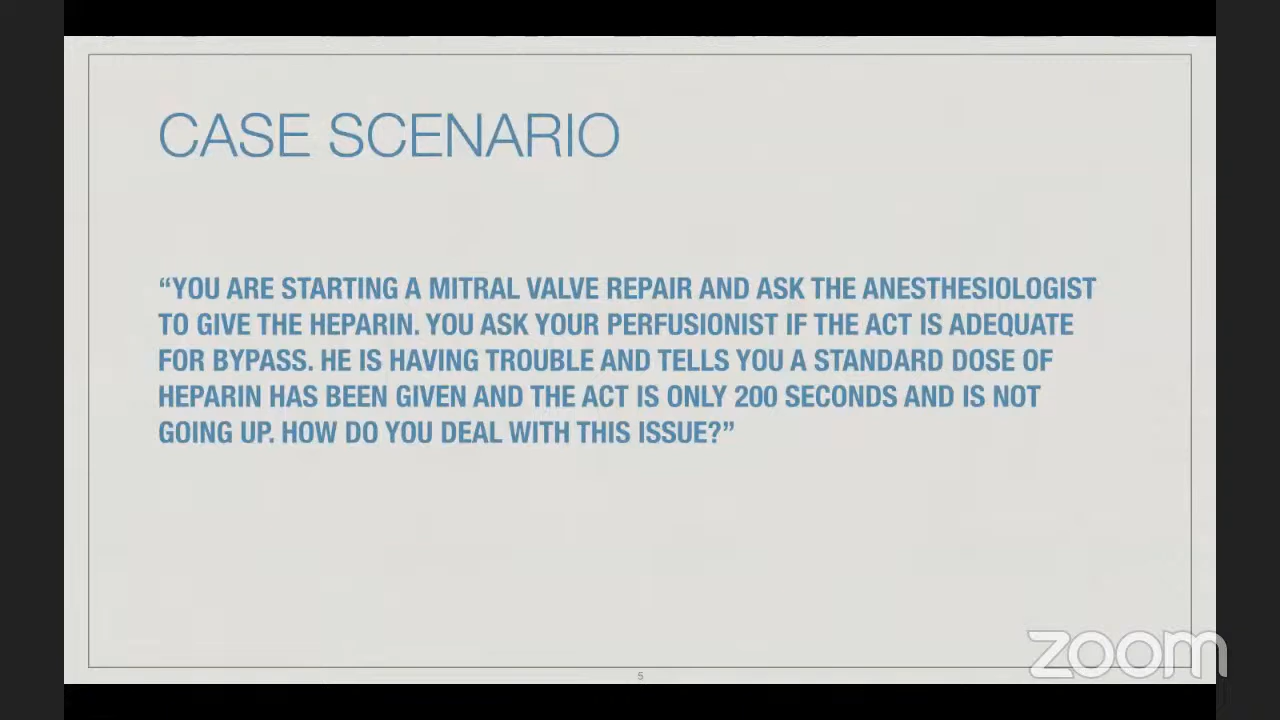 CASE SCENARIO
“YOU ARE STARTING A MITRAL VALVE REPAIR AND ASK THE ANESTHESIOLOGIST
TO GIVE THE HEPARIN. YOU ASK YOUR PERFUSIONIST IF THE ACT IS ADEQUATE
FOR BYPASS. HE IS HAVING TROUBLE AND TELLS YOU A STANDARD DOSE OF
HEPARIN HAS BEEN GIVEN AND THE ACT IS ONLY 200 SECONDS AND IS NOT
GOING UP. HOW DO YOU DEAL WITH THIS ISSUE?”
zoom
5